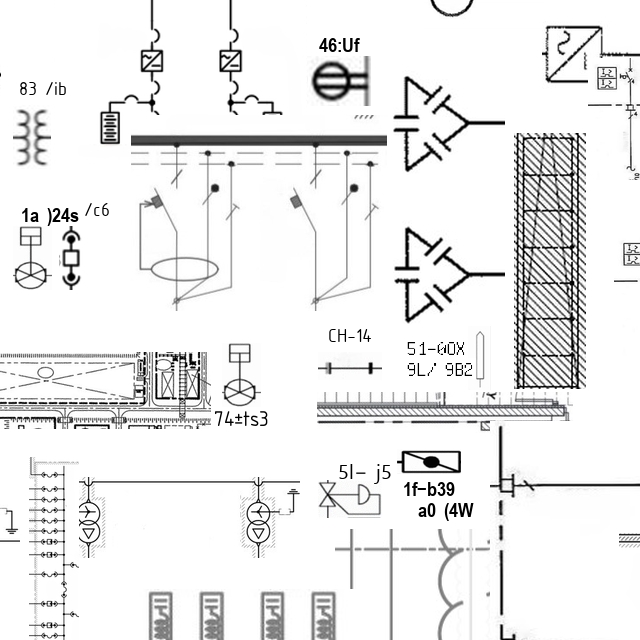 46:Uf
83 /ib
1a )24s /c6
CH-14
51-00X
9L/ 9B2
74±ts3
5l- j5
1f-b39
a0 (4W